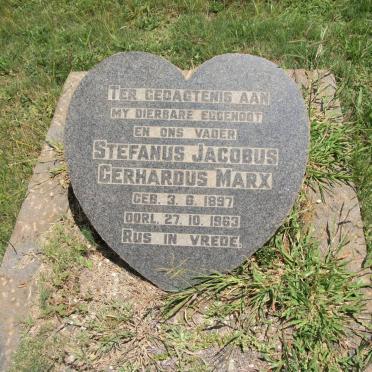 TER GEDAGTENIS AAN
MY DIERBARE EGGENOOT
EN ONS VADER
STEFANUS JACOBUS
GERHARDUS MARX
GEB. 3. 6. 1897
OORL. 27. 10. 1963
RUS IN VREDE.